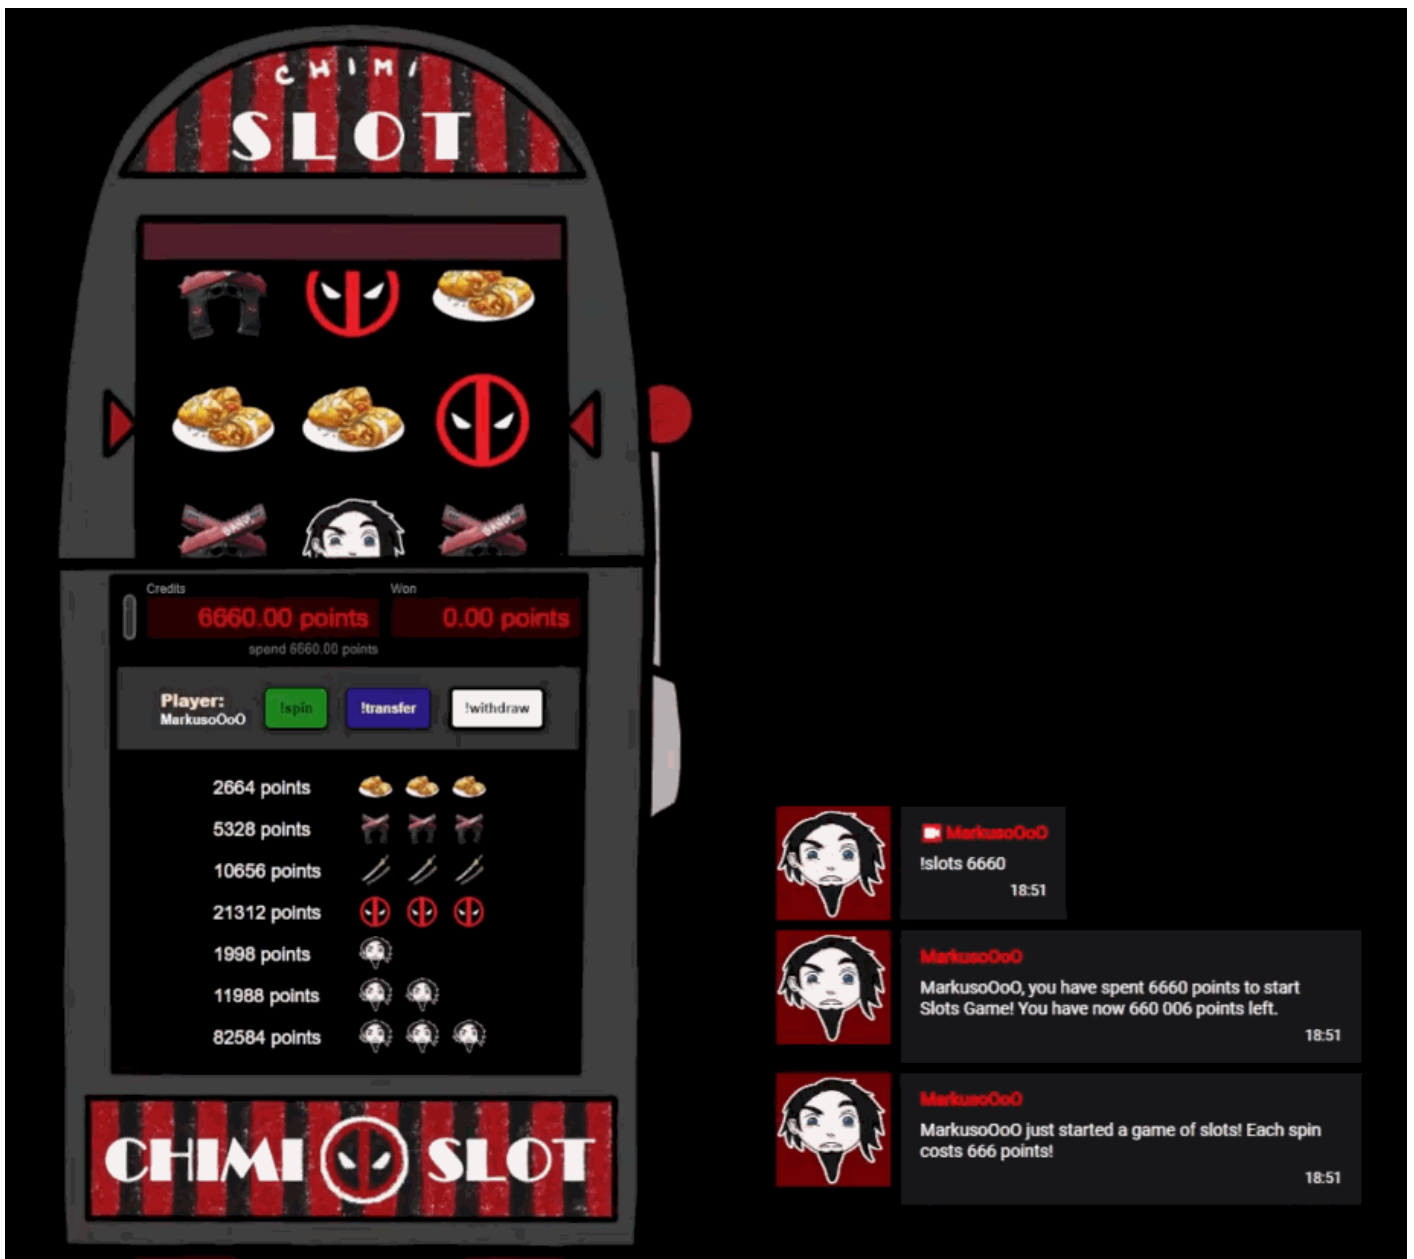 CHIMI
SLOT
Credits
Won
6660.00 points
0.00 points
spend 6660.00 points
Player:
MarkusoOoO
!spin
!transfer
!withdraw
2664 points
5328 points
10656 points
21312 points
1998 points
11988 points
82584 points
CHIMI SLOT
MarkusoOoO
!slots 6660
18:51
MarkusoOoO
MarkusoOoO, you have spent 6660 points to start
Slots Game! You have now 660 006 points left.
18:51
MarkusoOoO
MarkusoOoO just started a game of slots! Each spin
costs 666 points!
18:51